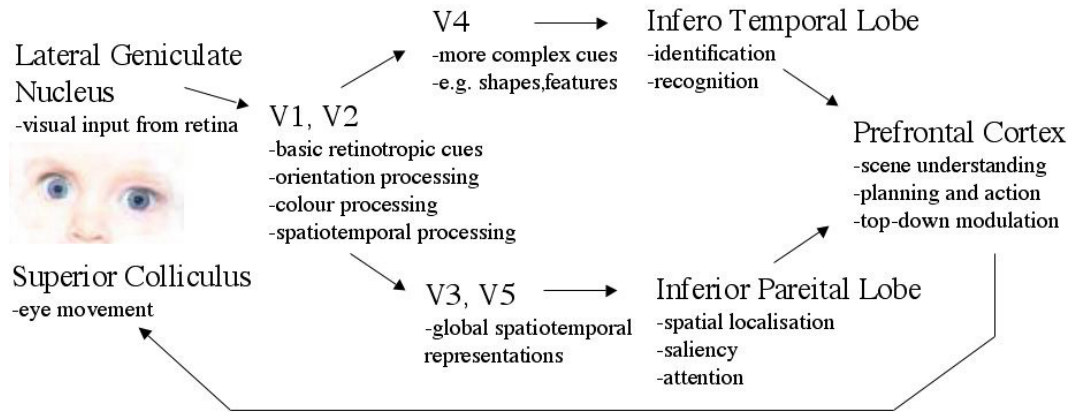 Lateral Geniculate
Nucleus
-visual input from retina
V1, V2
-basic retinotropic cues
-orientation processing
-colour processing
-spatiotemporal processing
V4
-more complex cues
-e.g. shapes,features
Infero Temporal Lobe
-identification
-recognition
Prefrontal Cortex
-scene understanding
-planning and action
-top-down modulation
Superior Colliculus
-eye movement
V3, V5
-global spatiotemporal
representations
Inferior Pareital Lobe
-spatial localisation
-saliency
-attention